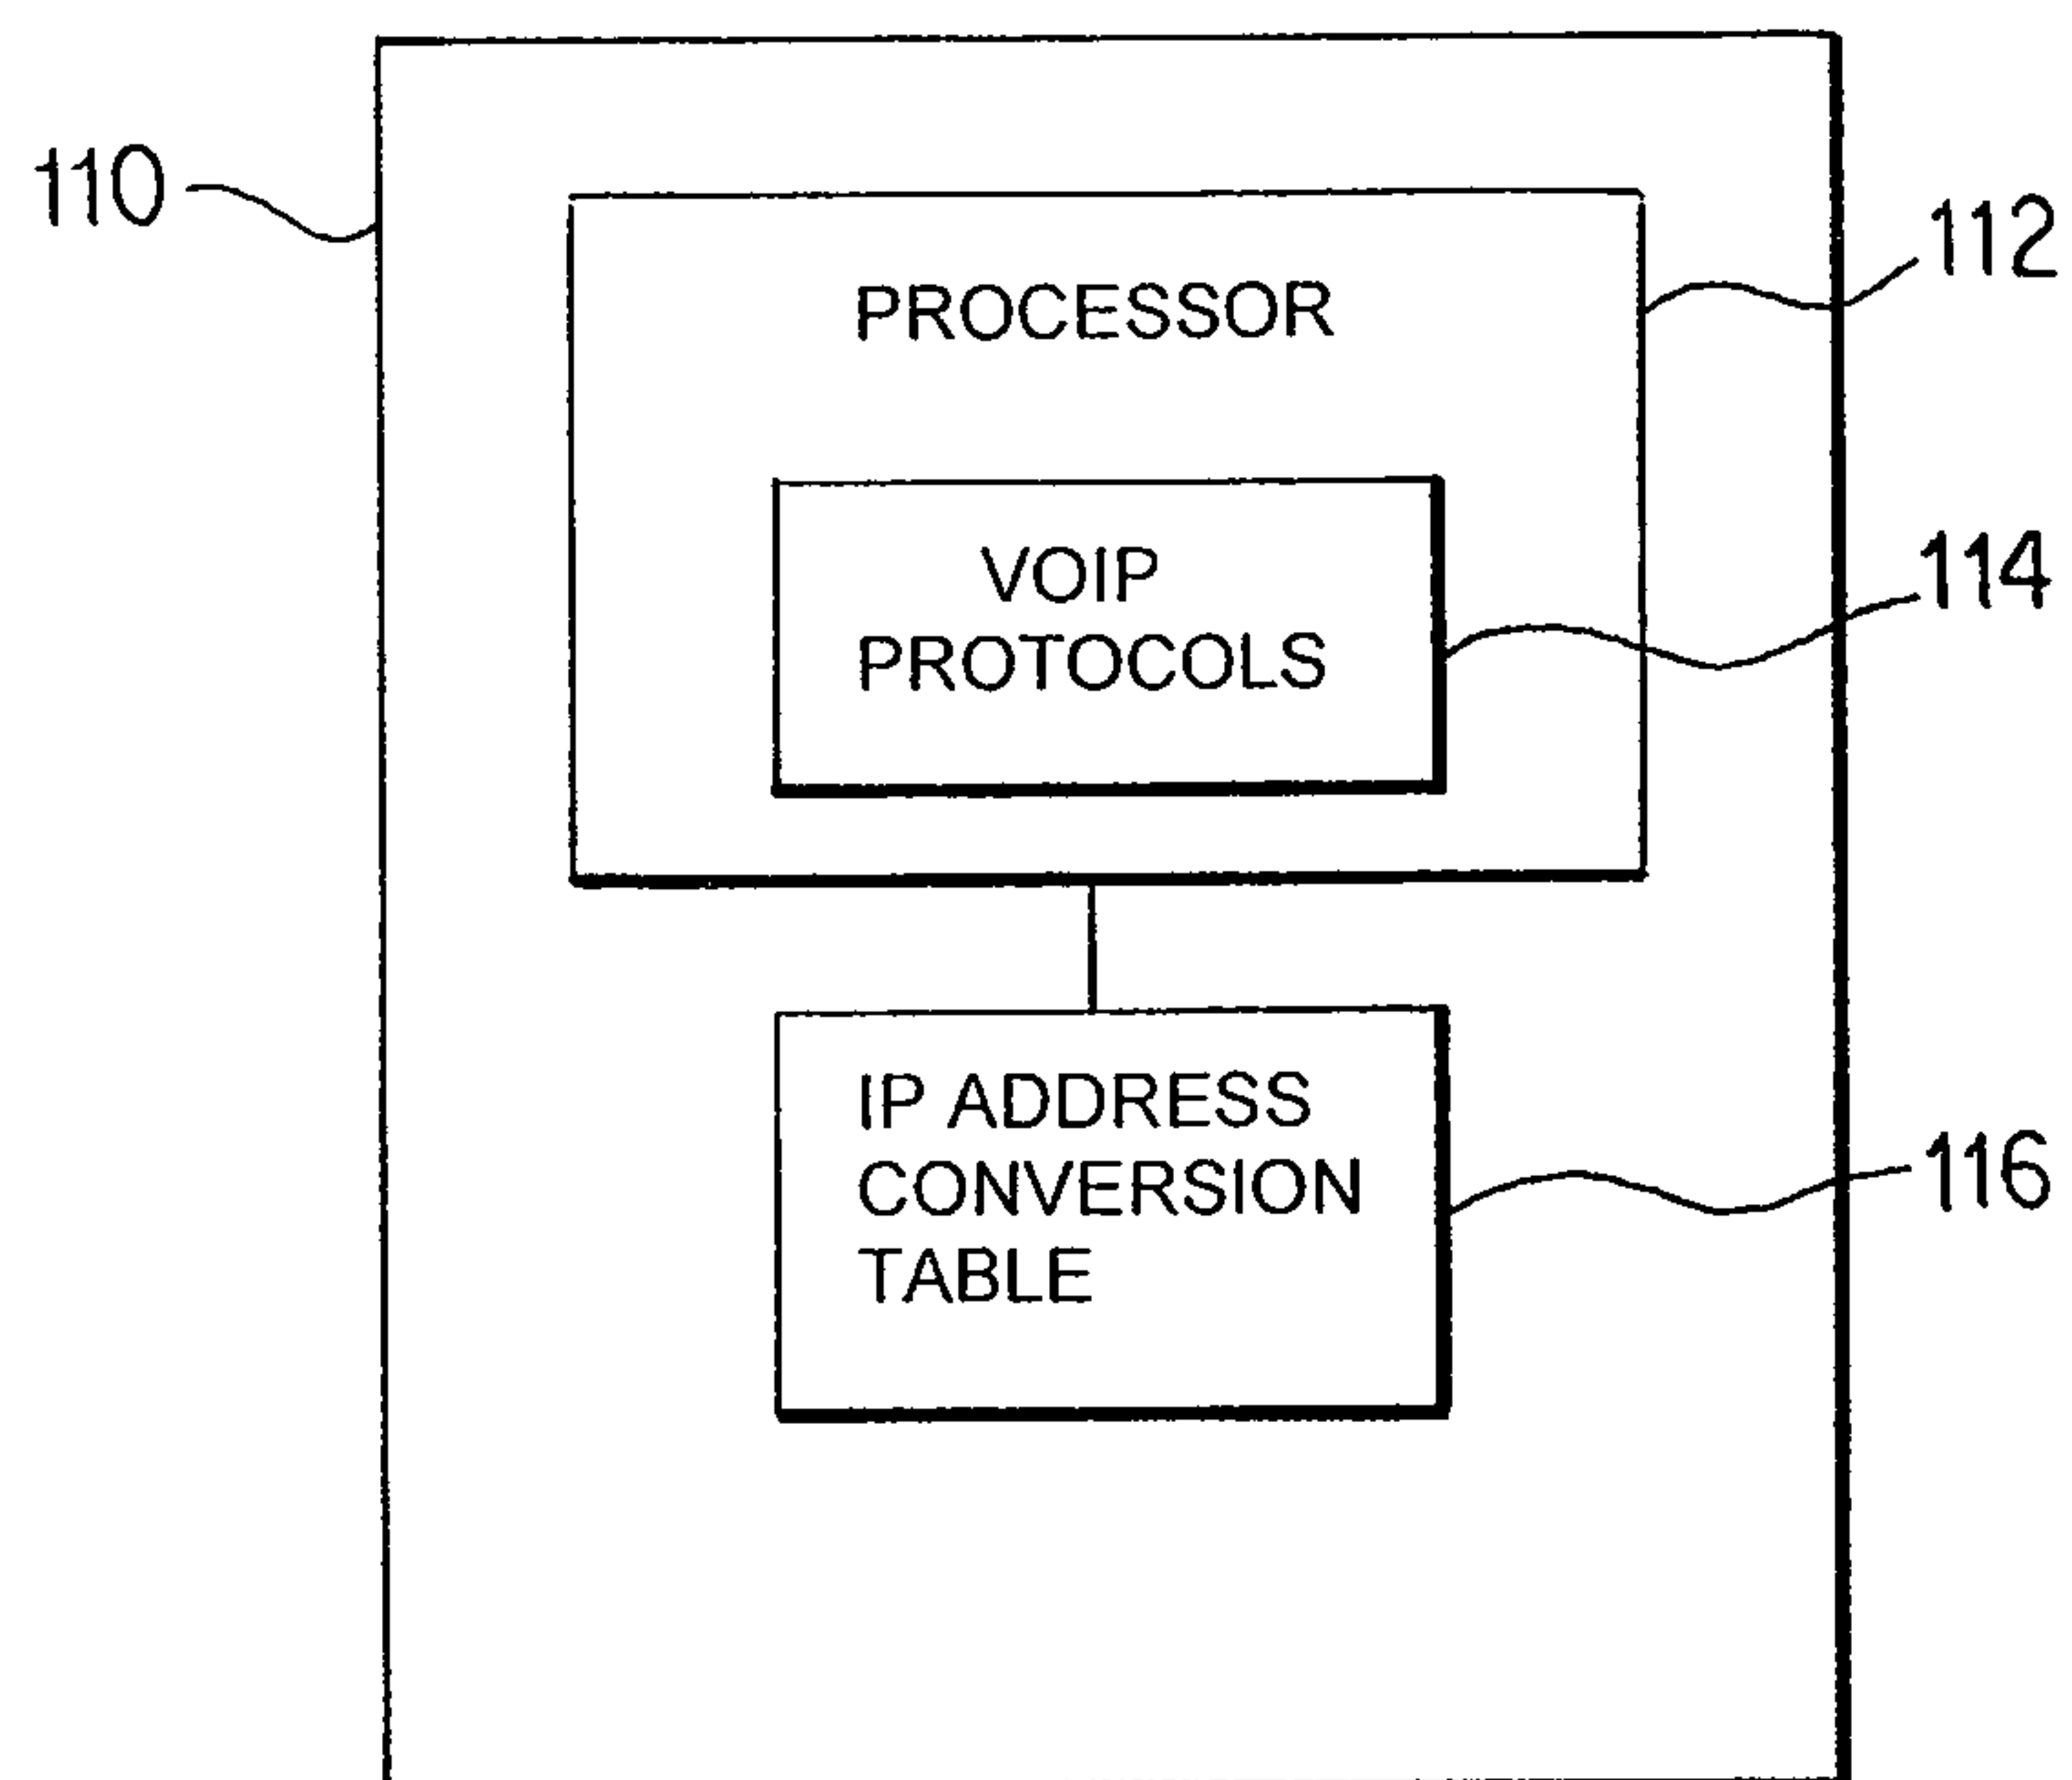 110
PROCESSOR
112
VOIP
PROTOCOLS
114
IP ADDRESS
CONVERSION
TABLE
116